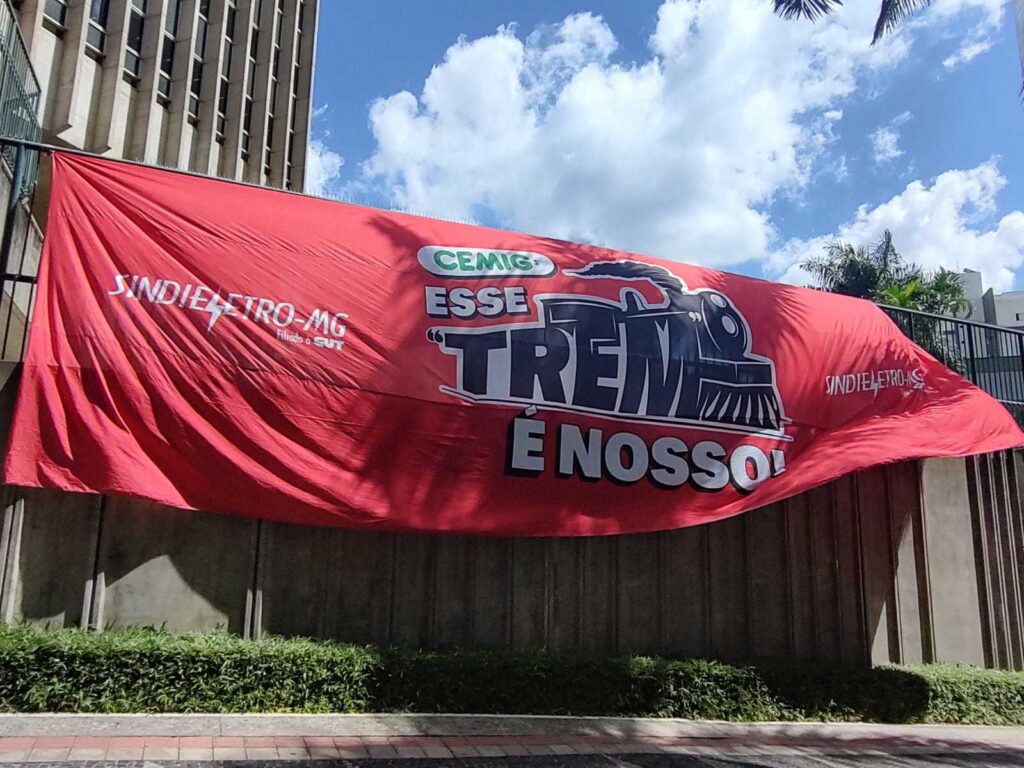 SINDIELETRO-MG
Filiado a CUT
CEMIG:
ESSE
"TREM"
É NOSSO!
SINDIELETRO-MG